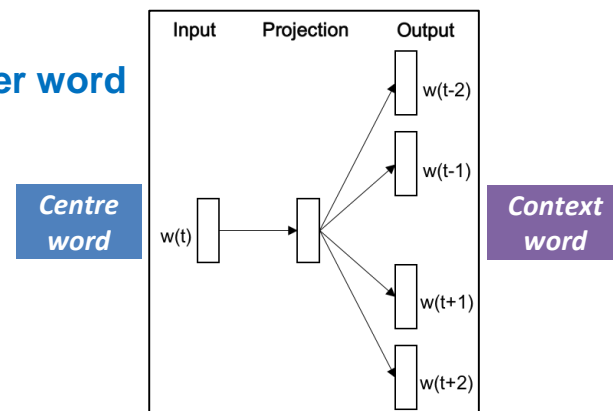 Input Projection Output
er word
w(t-2)
w(t-1)
Centre
word
w(t)
Context
word
w(t+1)
w(t+2)